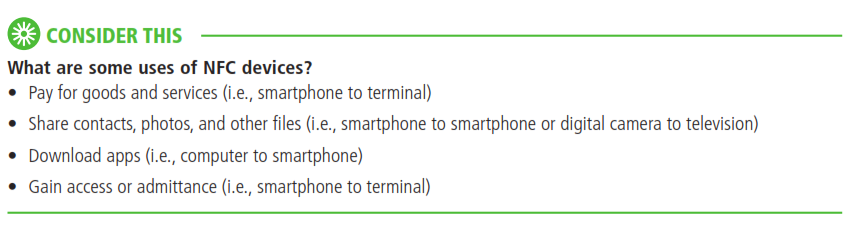 CONSIDER THIS
What are some uses of NFC devices?
• Pay for goods and services (i.e., smartphone to terminal)
• Share contacts, photos, and other files (i.e., smartphone to smartphone or digital camera to television)
• Download apps (i.e., computer to smartphone)
• Gain access or admittance (i.e., smartphone to terminal)